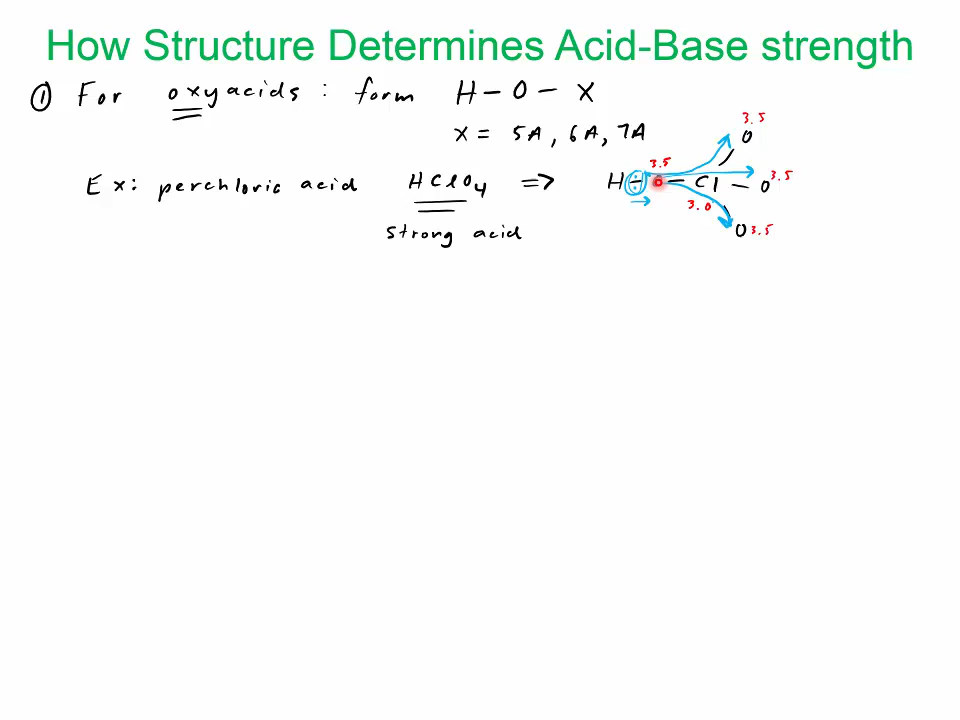 How Structure Determines Acid-Base strength
① For oxyacids : form H - O - X
X = 5A, 6A, 7A
3.5
O
Ex: perchloric acid HClO4 => H - O - Cl - O 3.5
3.5
3.0
strong acid
O 3.5